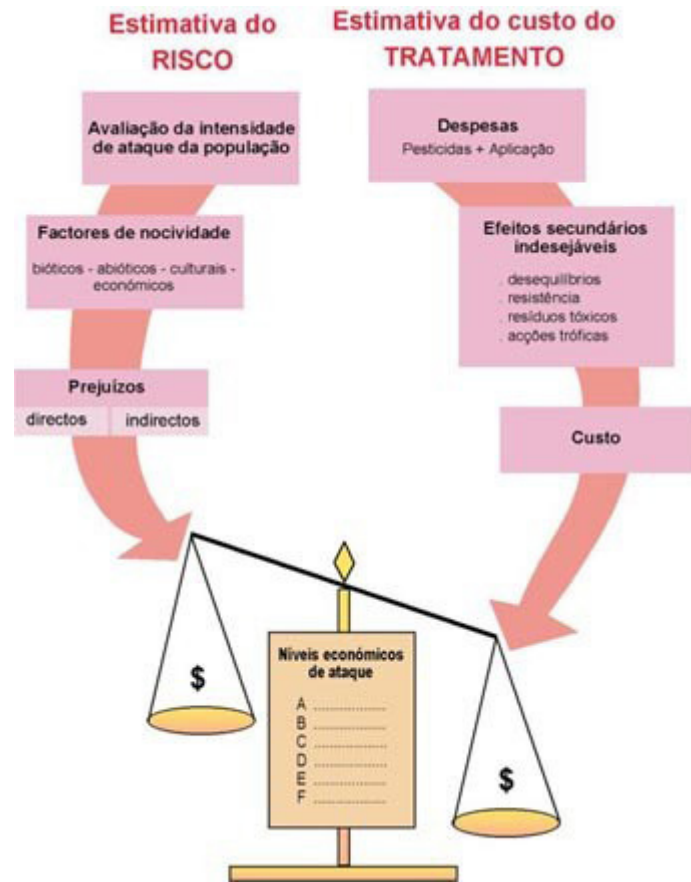 Estimativa do
RISCO
Avaliação da intensidade
de ataque da população
Factores de nocividade
bióticos - abióticos - culturais -
económicos
Prejuízos
directos
indirectos
Estimativa do custo do
TRATAMENTO
Despesas
Pesticidas + Aplicação
Efeitos secundários
indesejáveis
. desequilíbrios
. resistência
. resíduos tóxicos
. acções tróficas
Custo
$
Níveis económicos
de ataque
A ....................
B ....................
C ....................
D ....................
E ....................
F ....................
$